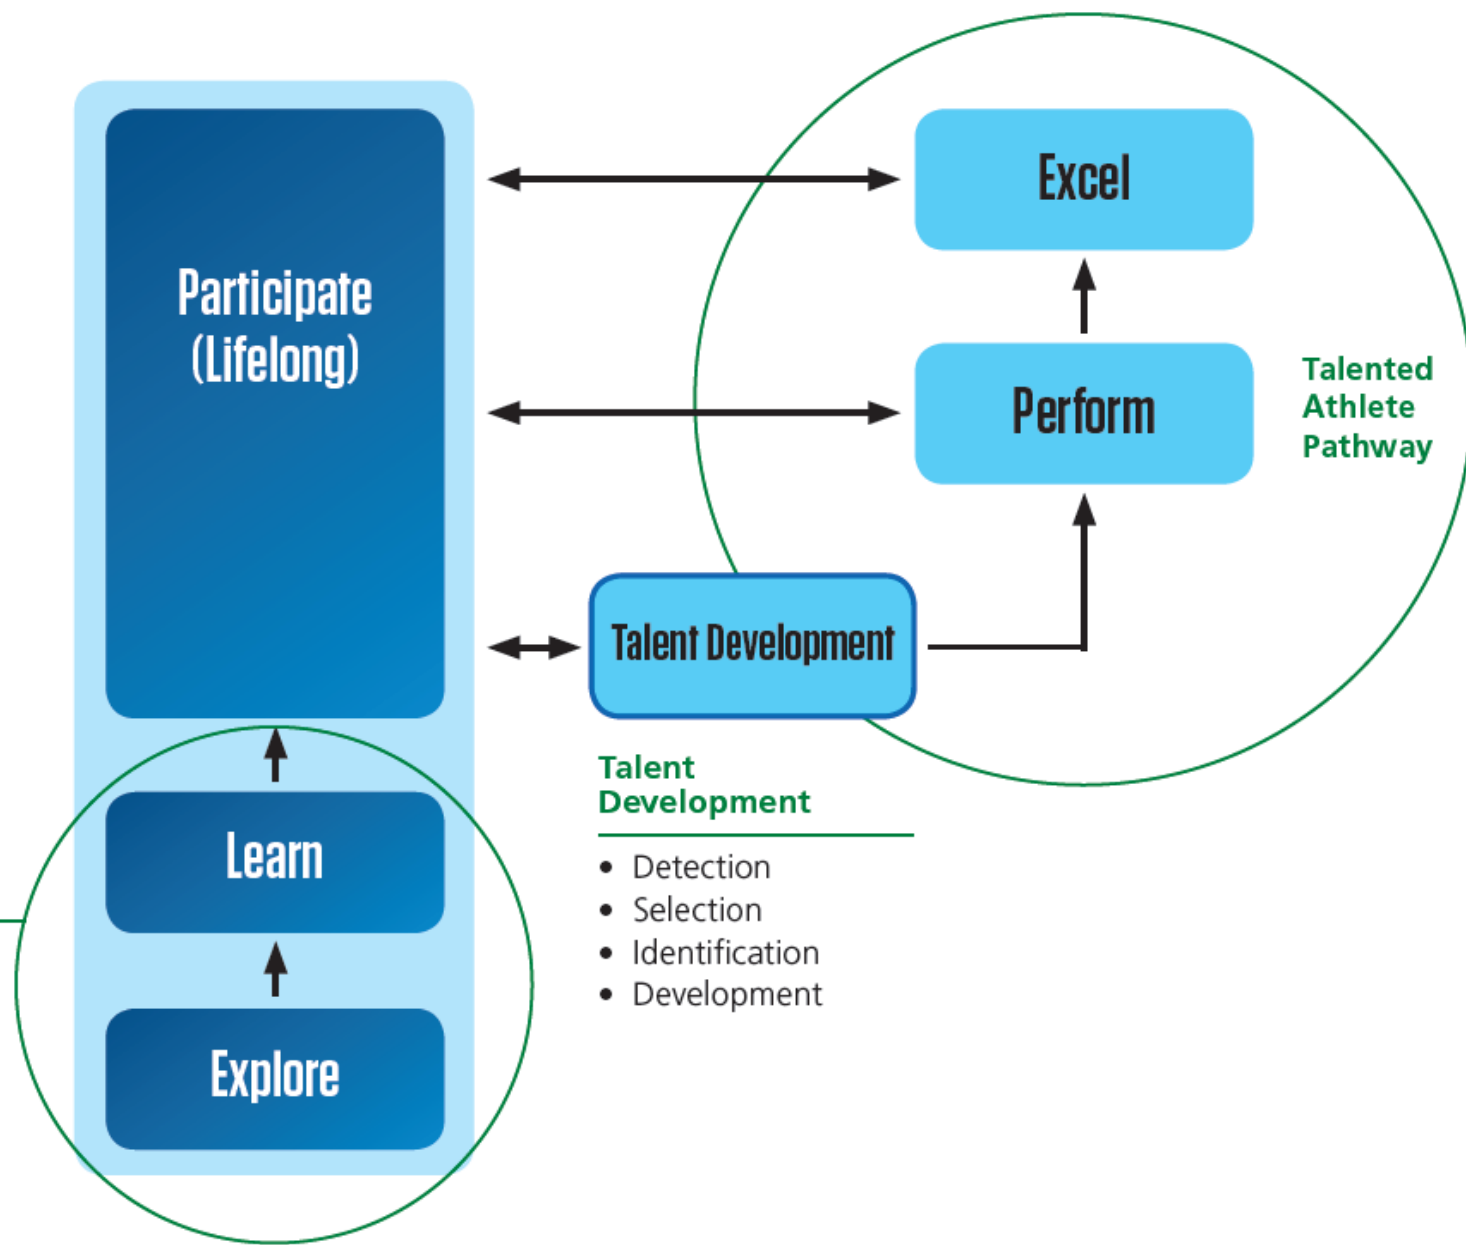 Participate
(Lifelong)
Learn
Explore
Excel
Perform
Talented
Athlete
Pathway
Talent Development
Talent
Development
• Detection
• Selection
• Identification
• Development